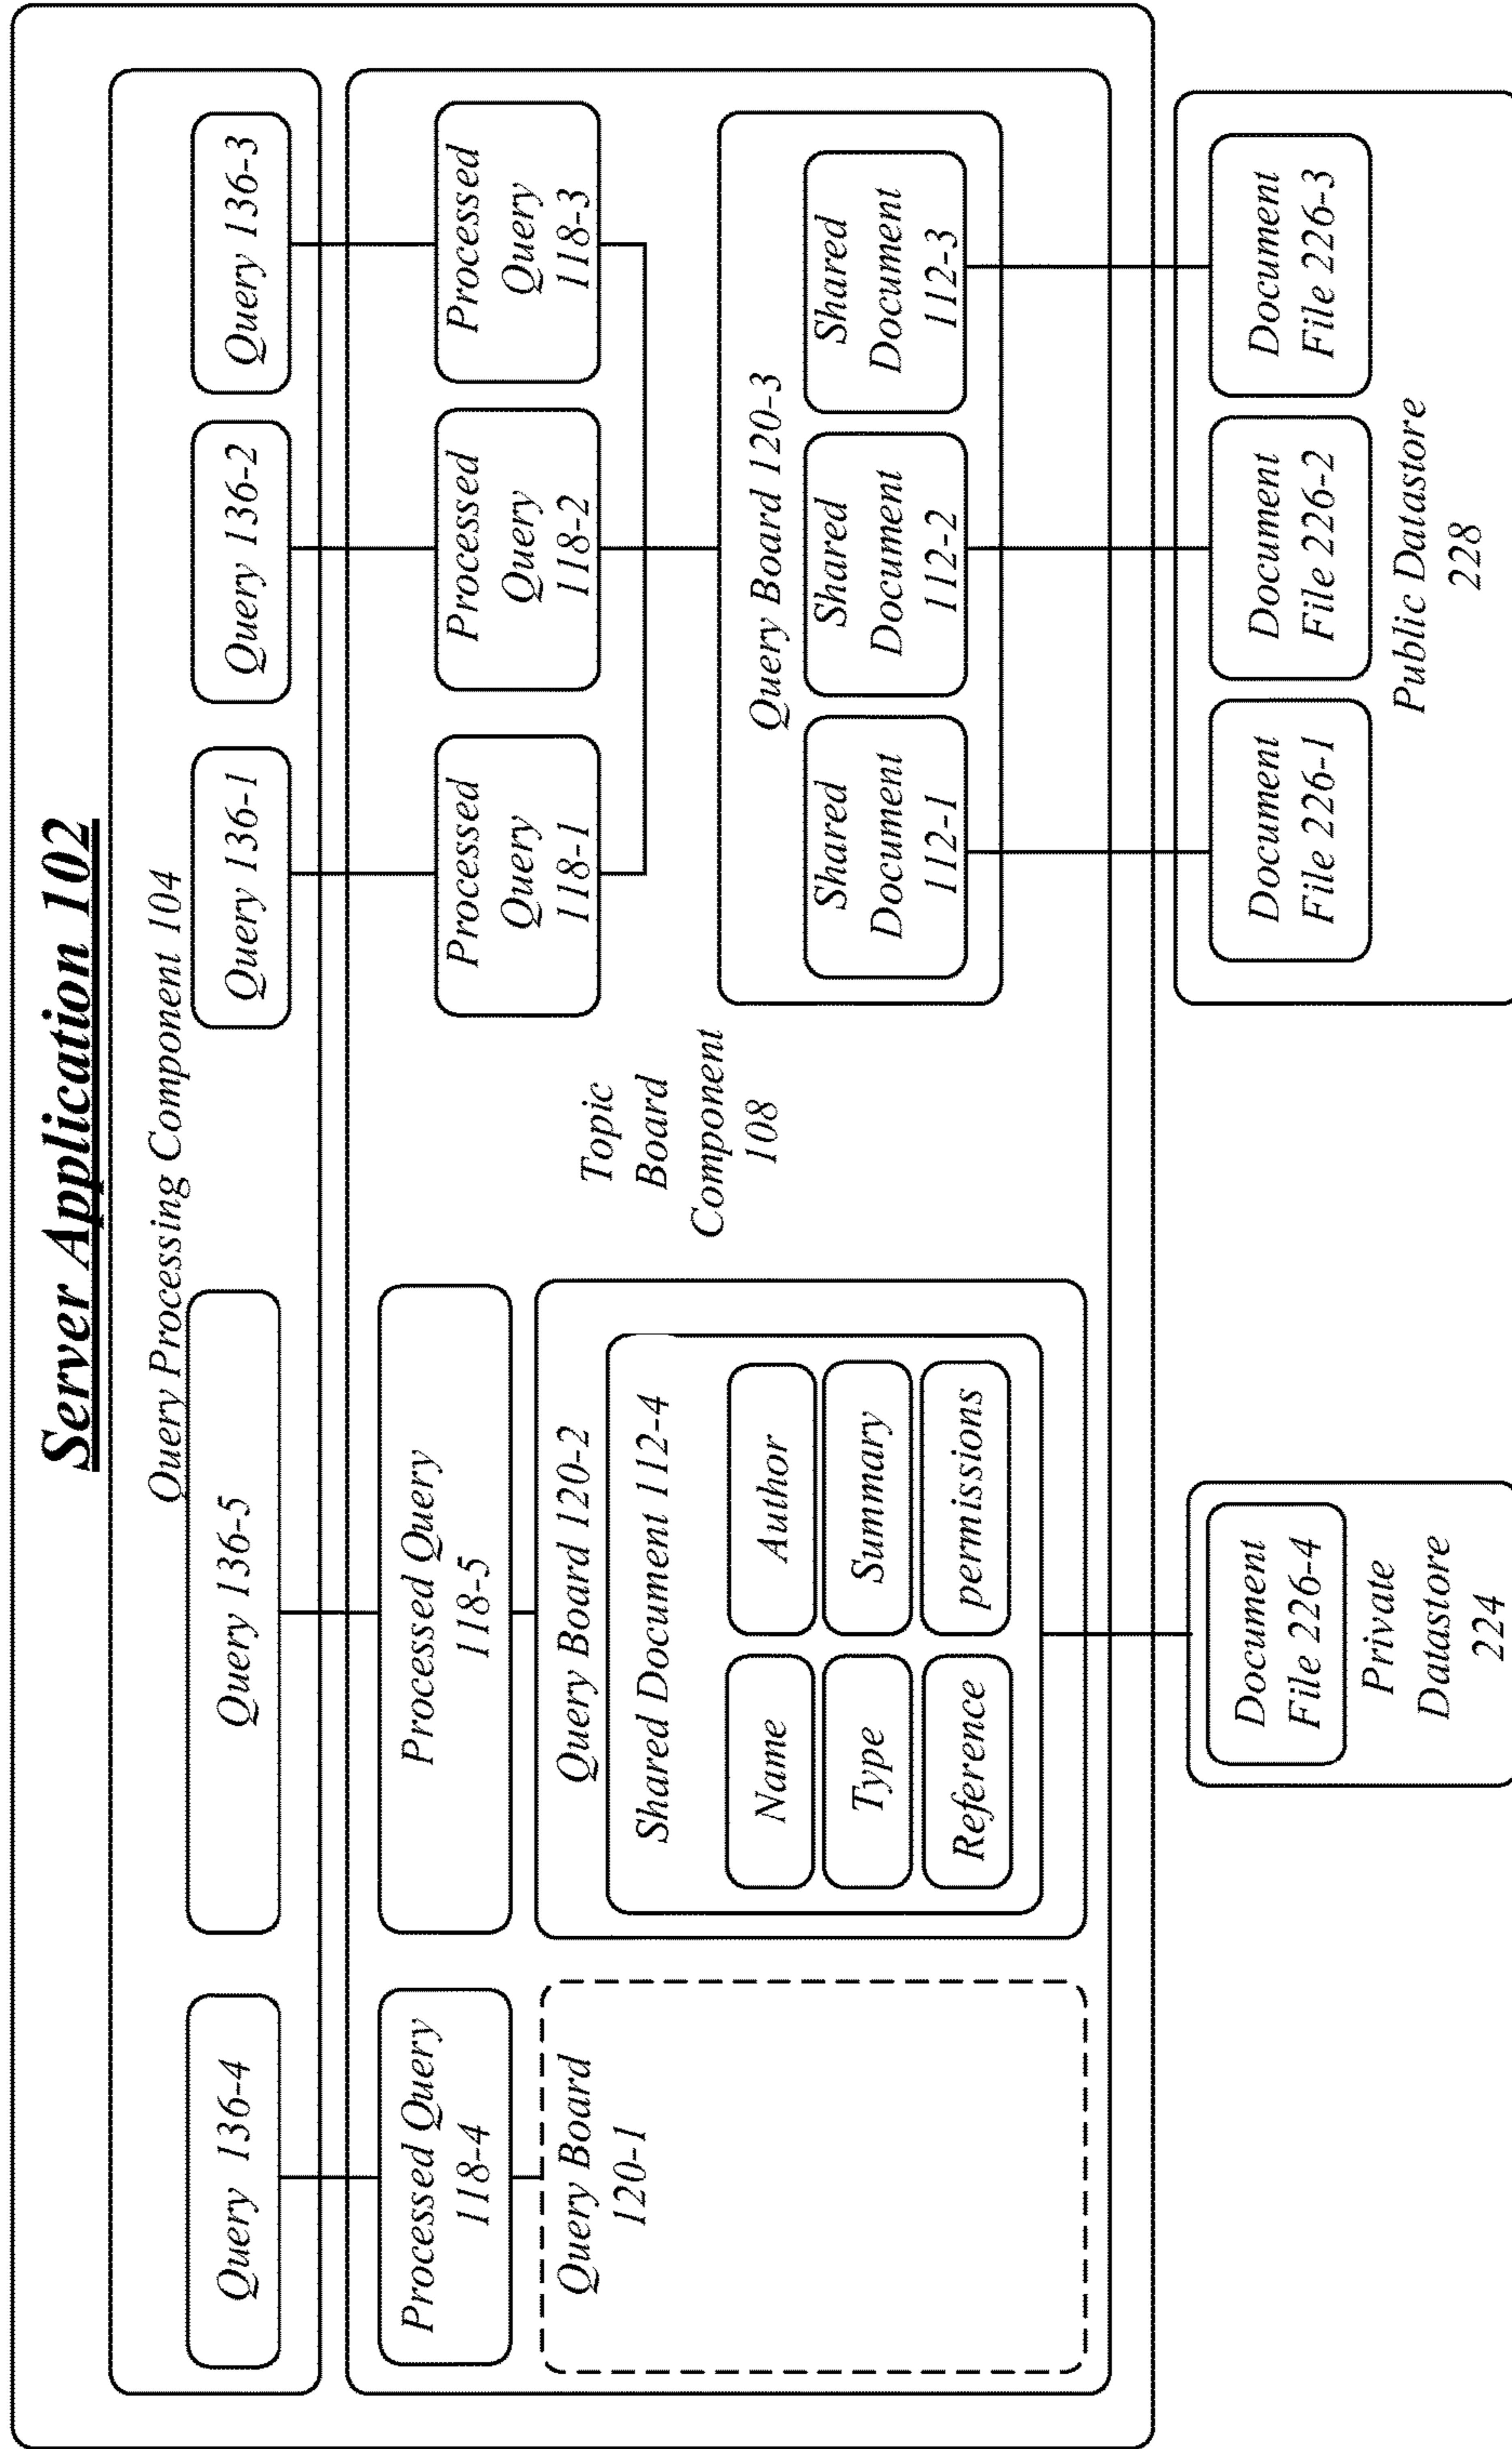 Server Application 102
Query Processing Component 104
Query 136-4
Query 136-5
Query 136-1
Query 136-2
Query 136-3
Processed Query
118-4
Query Board
120-1
Processed Query
118-5
Query Board 120-2
Shared Document 112-4
Name
Author
Type
Summary
Reference
permissions
Topic
Board
Component
108
Processed
Query
118-1
Processed
Query
118-2
Processed
Query
118-3
Query Board 120-3
Shared
Document
112-1
Shared
Document
112-2
Shared
Document
112-3
Document
File 226-4
Private
Datastore
224
Document
File 226-1
Document
File 226-2
Document
File 226-3
Public Datastore
228